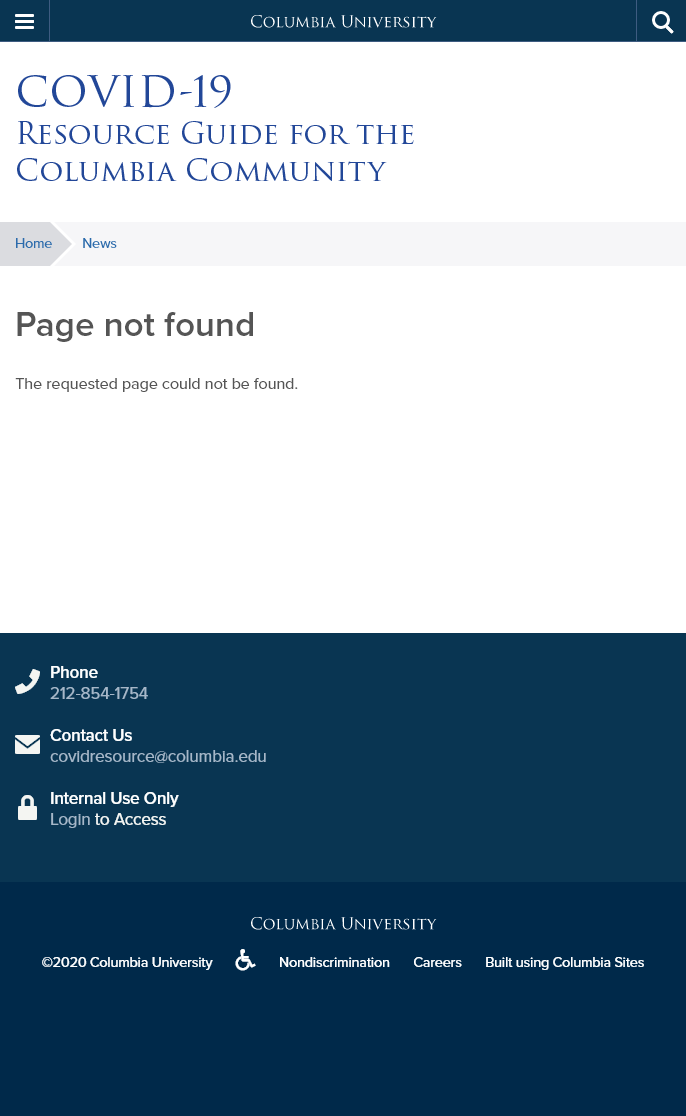 Columbia University
COVID-19
Resource Guide for the
Columbia Community
Home News
Page not found
The requested page could not be found.
Phone
212-854-1754
Contact Us
covidresource@columbia.edu
Internal Use Only
Login to Access
Columbia University
©2020 Columbia University Nondiscrimination Careers Built using Columbia Sites